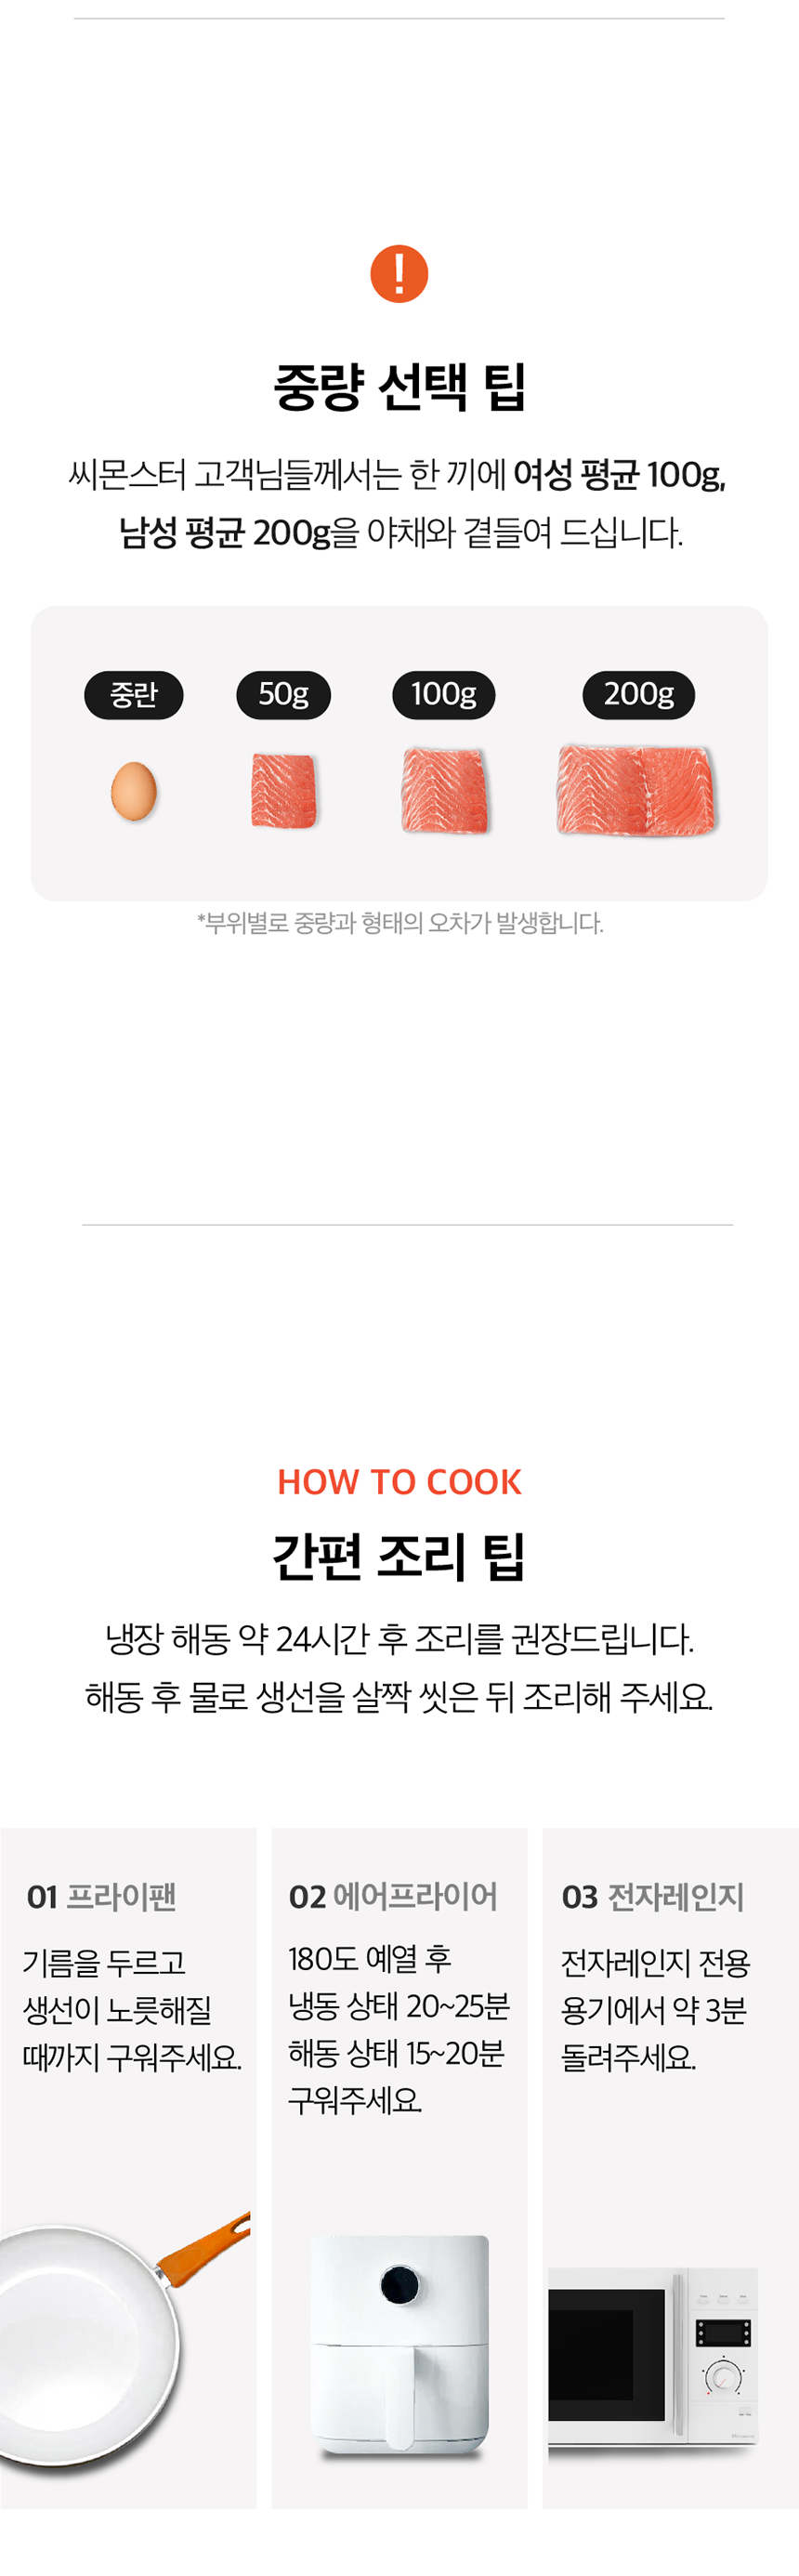 !
중량 선택 팁
씨몬스터 고객님들께서는 한 끼에 여성 평균 100g,
남성 평균 200g을 야채와 곁들여 드십니다.
중란 50g 100g 200g
*부위별로 중량과 형태의 오차가 발생합니다.
HOW TO COOK
간편 조리 팁
냉장 해동 약 24시간 후 조리를 권장드립니다.
해동 후 물로 생선을 살짝 씻은 뒤 조리해 주세요.
01 프라이팬
기름을 두르고
생선이 노릇해질
때까지 구워주세요.
02 에어프라이어
180도 예열 후
냉동 상태 20~25분
해동 상태 15~20분
구워주세요.
03 전자레인지
전자레인지 전용
용기에서 약 3분
돌려주세요.